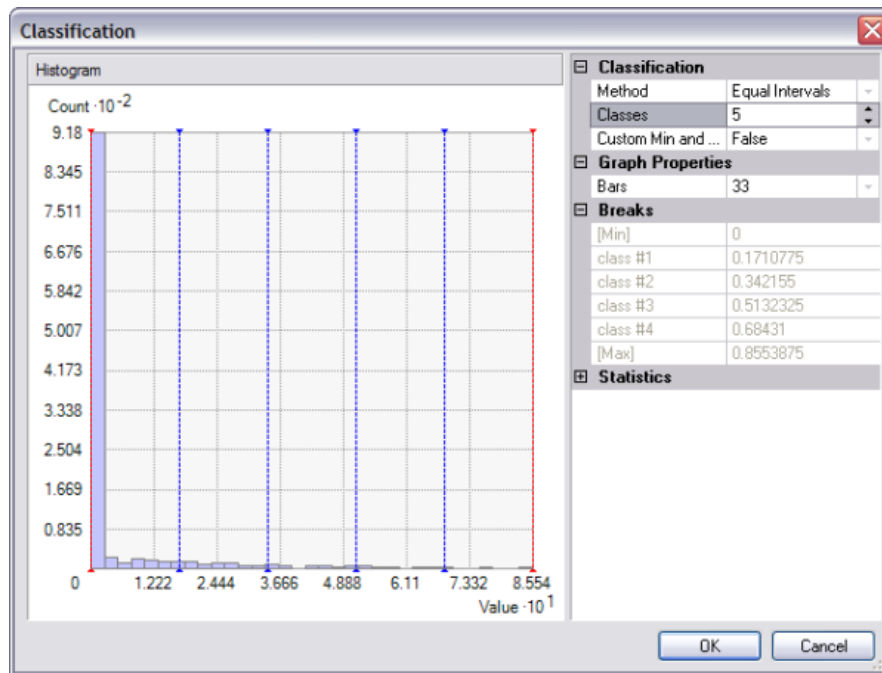 Classification
Histogram
Count ·10⁻²
9.18
8.345
7.511
6.676
5.842
5.007
4.173
3.338
2.504
1.669
0.835
0 1.222 2.444 3.666 4.888 6.11 7.332 8.554
Value ·10¹
Classification
Method Equal Intervals
Classes 5
Custom Min and ... False
Graph Properties
Bars 33
Breaks
[Min] 0
class #1 0.1710775
class #2 0.342155
class #3 0.5132325
class #4 0.68431
[Max] 0.8553875
Statistics
OK Cancel